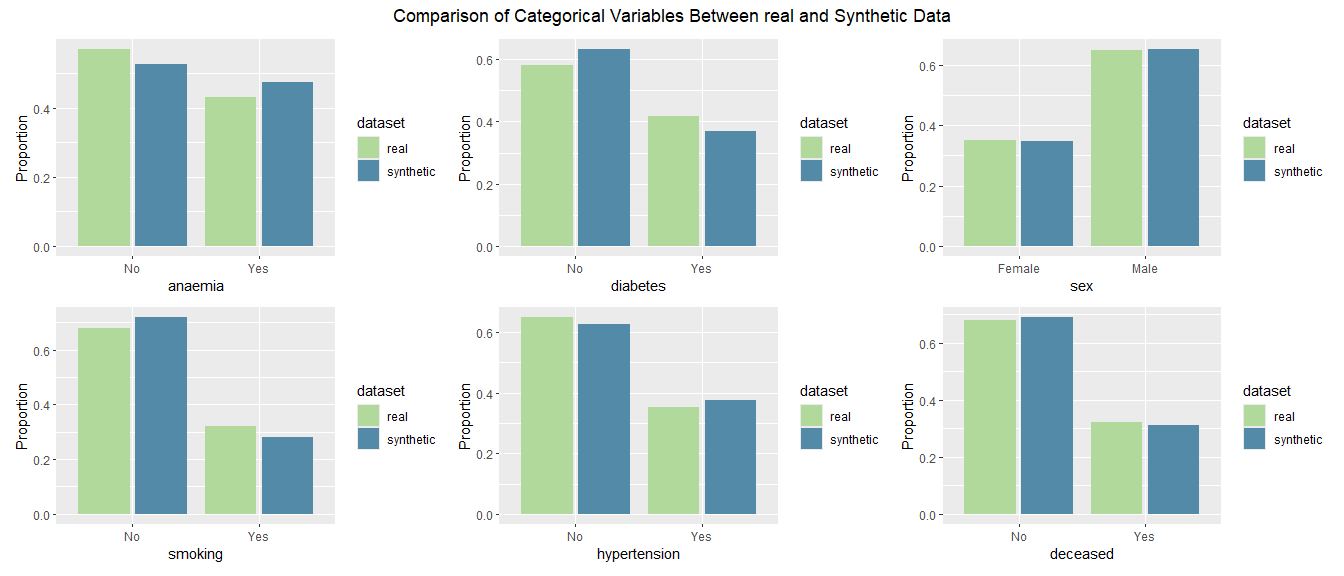 Comparison of Categorical Variables Between real and Synthetic Data
Proportion
0.4
0.2
0.0
No Yes
anaemia
dataset
real
synthetic
Proportion
0.6
0.4
0.2
0.0
No Yes
diabetes
dataset
real
synthetic
Proportion
0.6
0.4
0.2
0.0
Female Male
sex
dataset
real
synthetic
Proportion
0.6
0.4
0.2
0.0
No Yes
smoking
dataset
real
synthetic
Proportion
0.6
0.4
0.2
0.0
No Yes
hypertension
dataset
real
synthetic
Proportion
0.6
0.4
0.2
0.0
No Yes
deceased
dataset
real
synthetic